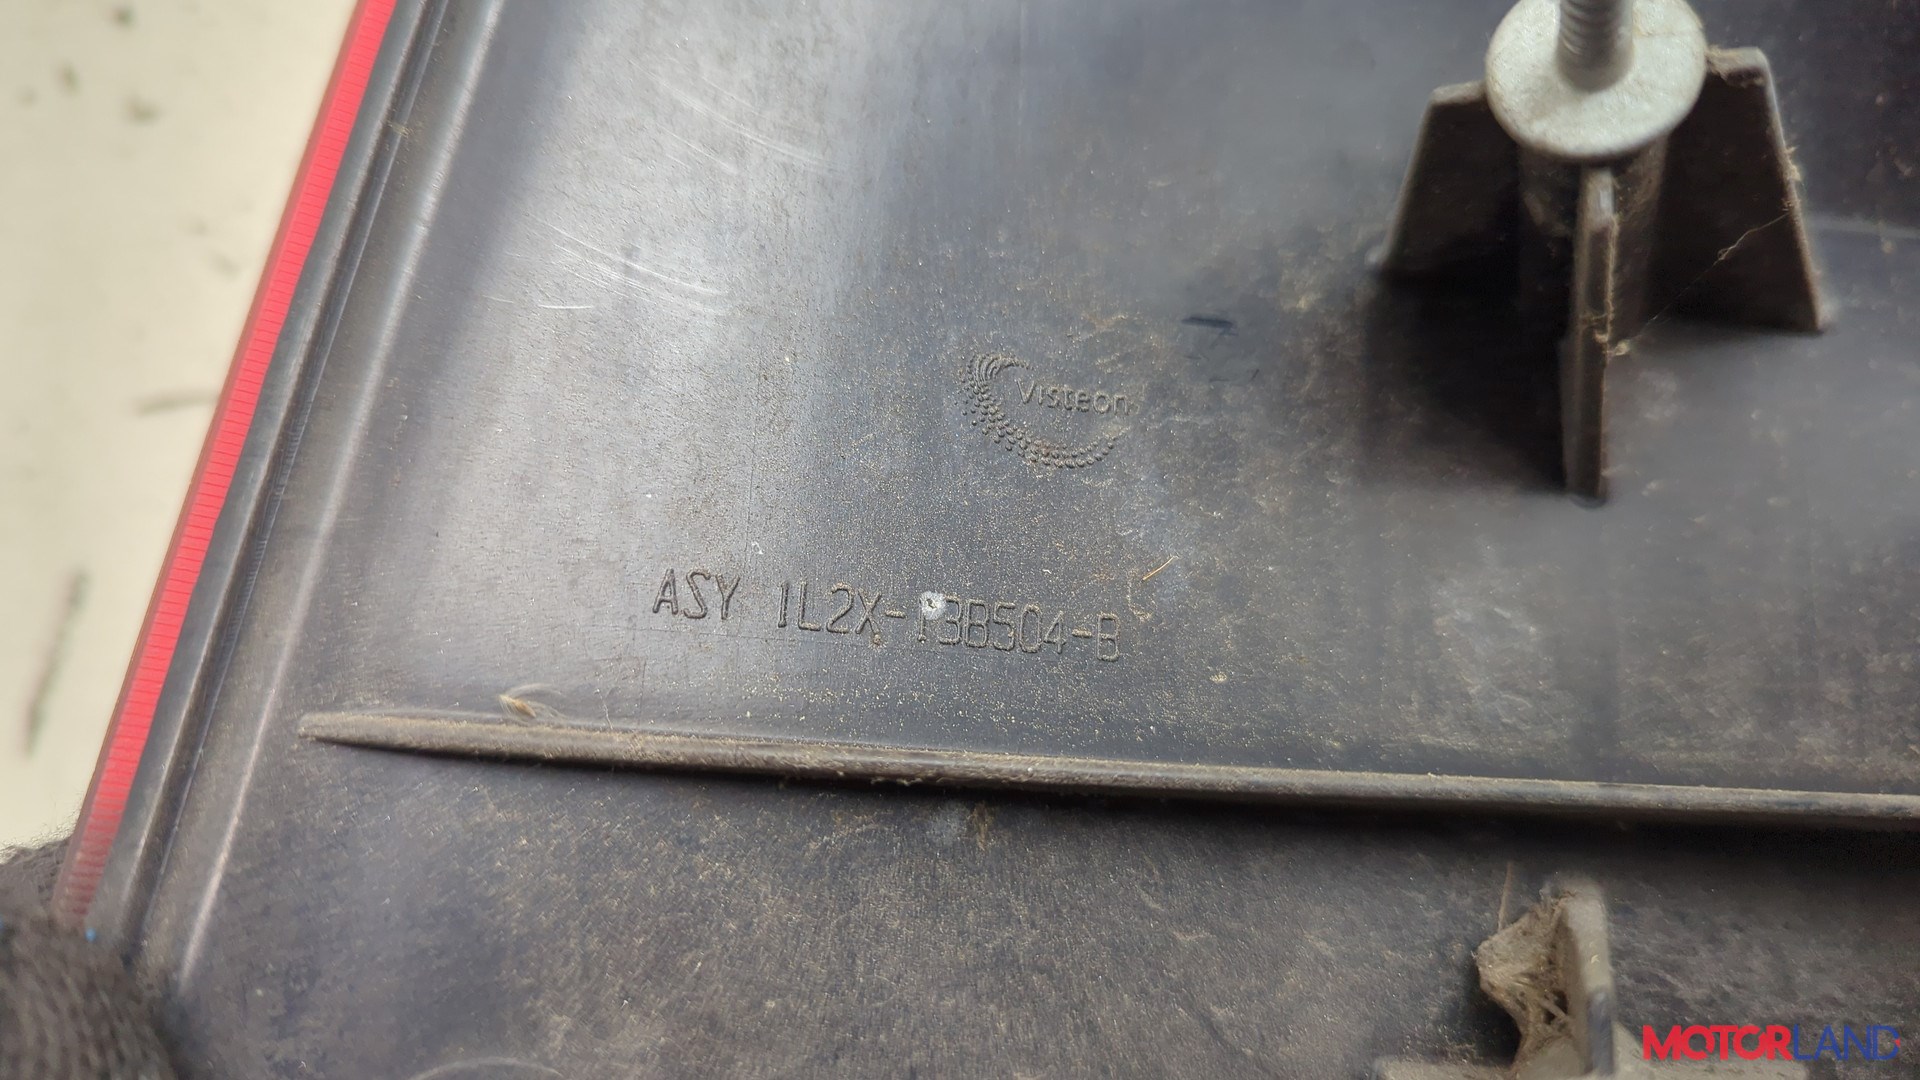 Visteon
ASY 1L2X-13B504-B
MOTORLAND